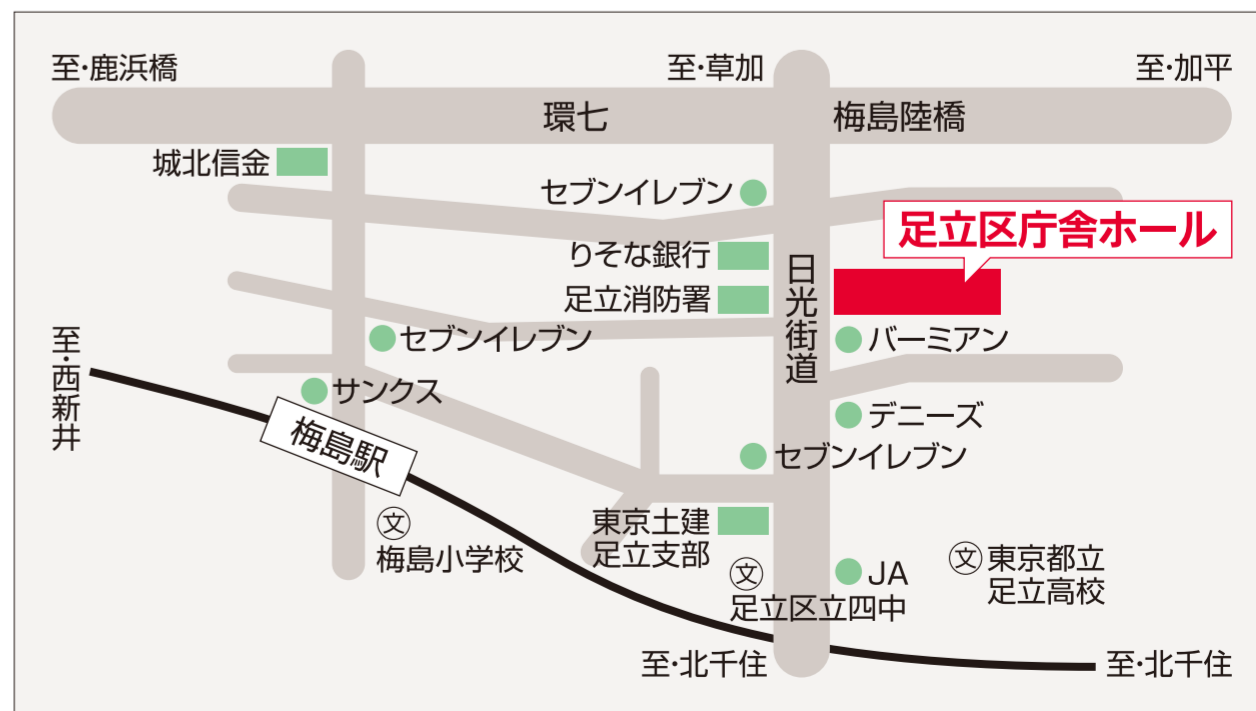 至・鹿浜橋
至・草加
至・加平
環七
梅島陸橋
城北信金
セブンイレブン
足立区庁舎ホール
りそな銀行
足立消防署
日光街道
セブンイレブン
バーミアン
至・西新井
サンクス
デニーズ
梅島駅
セブンイレブン
文
梅島小学校
東京土建
足立支部
文
足立区立四中
JA
文
東京都立
足立高校
至・北千住
至・北千住